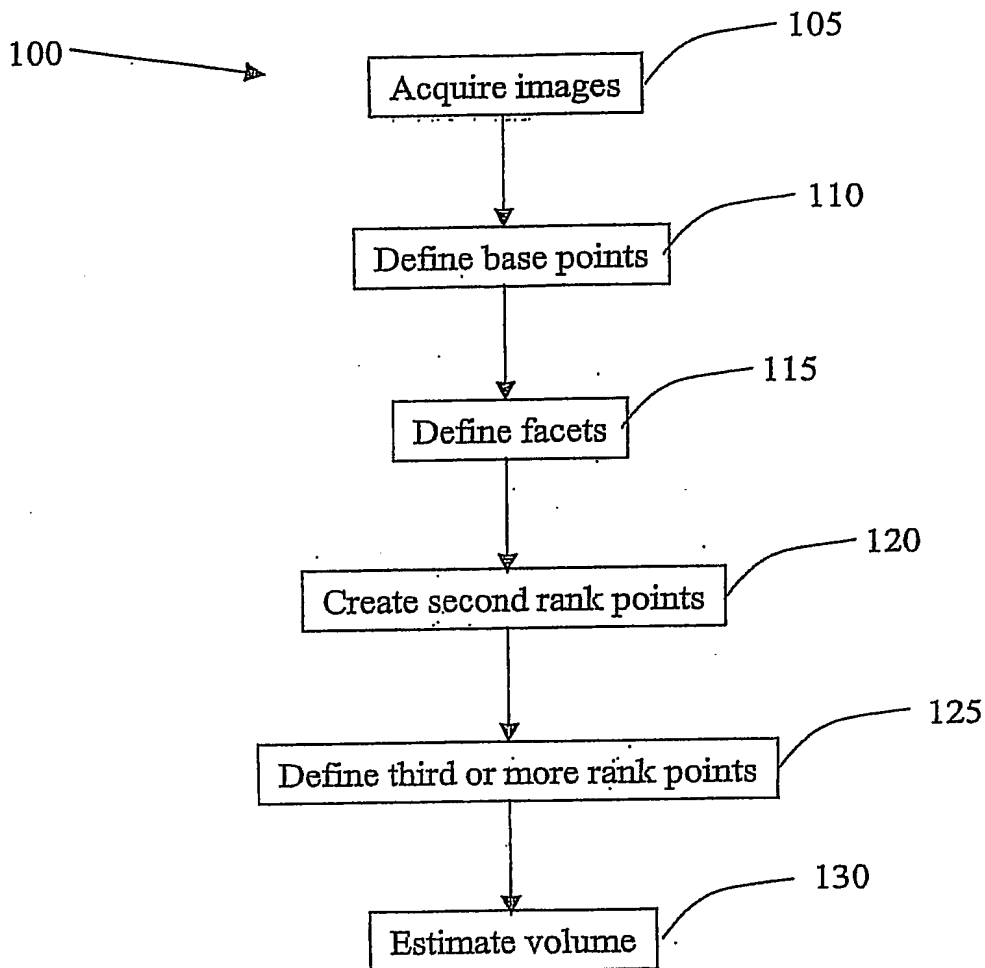 100
105
Acquire images
110
Define base points
115
Define facets
120
Create second rank points
125
Define third or more rank points
130
Estimate volume